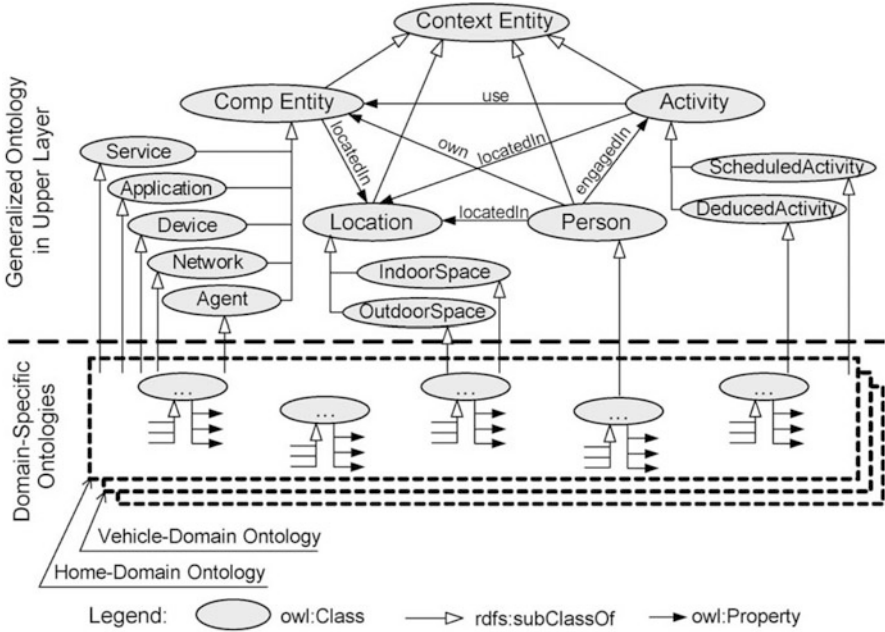 Context Entity
Comp Entity
use
Activity
Generalized Ontology
in Upper Layer
Service
locatedIn
own
locatedIn
engagedIn
ScheduledActivity
Application
DeducedActivity
Device
Location
locatedIn
Person
Network
IndoorSpace
Agent
OutdoorSpace
Domain-Specific
Ontologies
...
...
...
...
...
Vehicle-Domain Ontology
Home-Domain Ontology
Legend:
owl:Class
rdfs:subClassOf
owl:Property